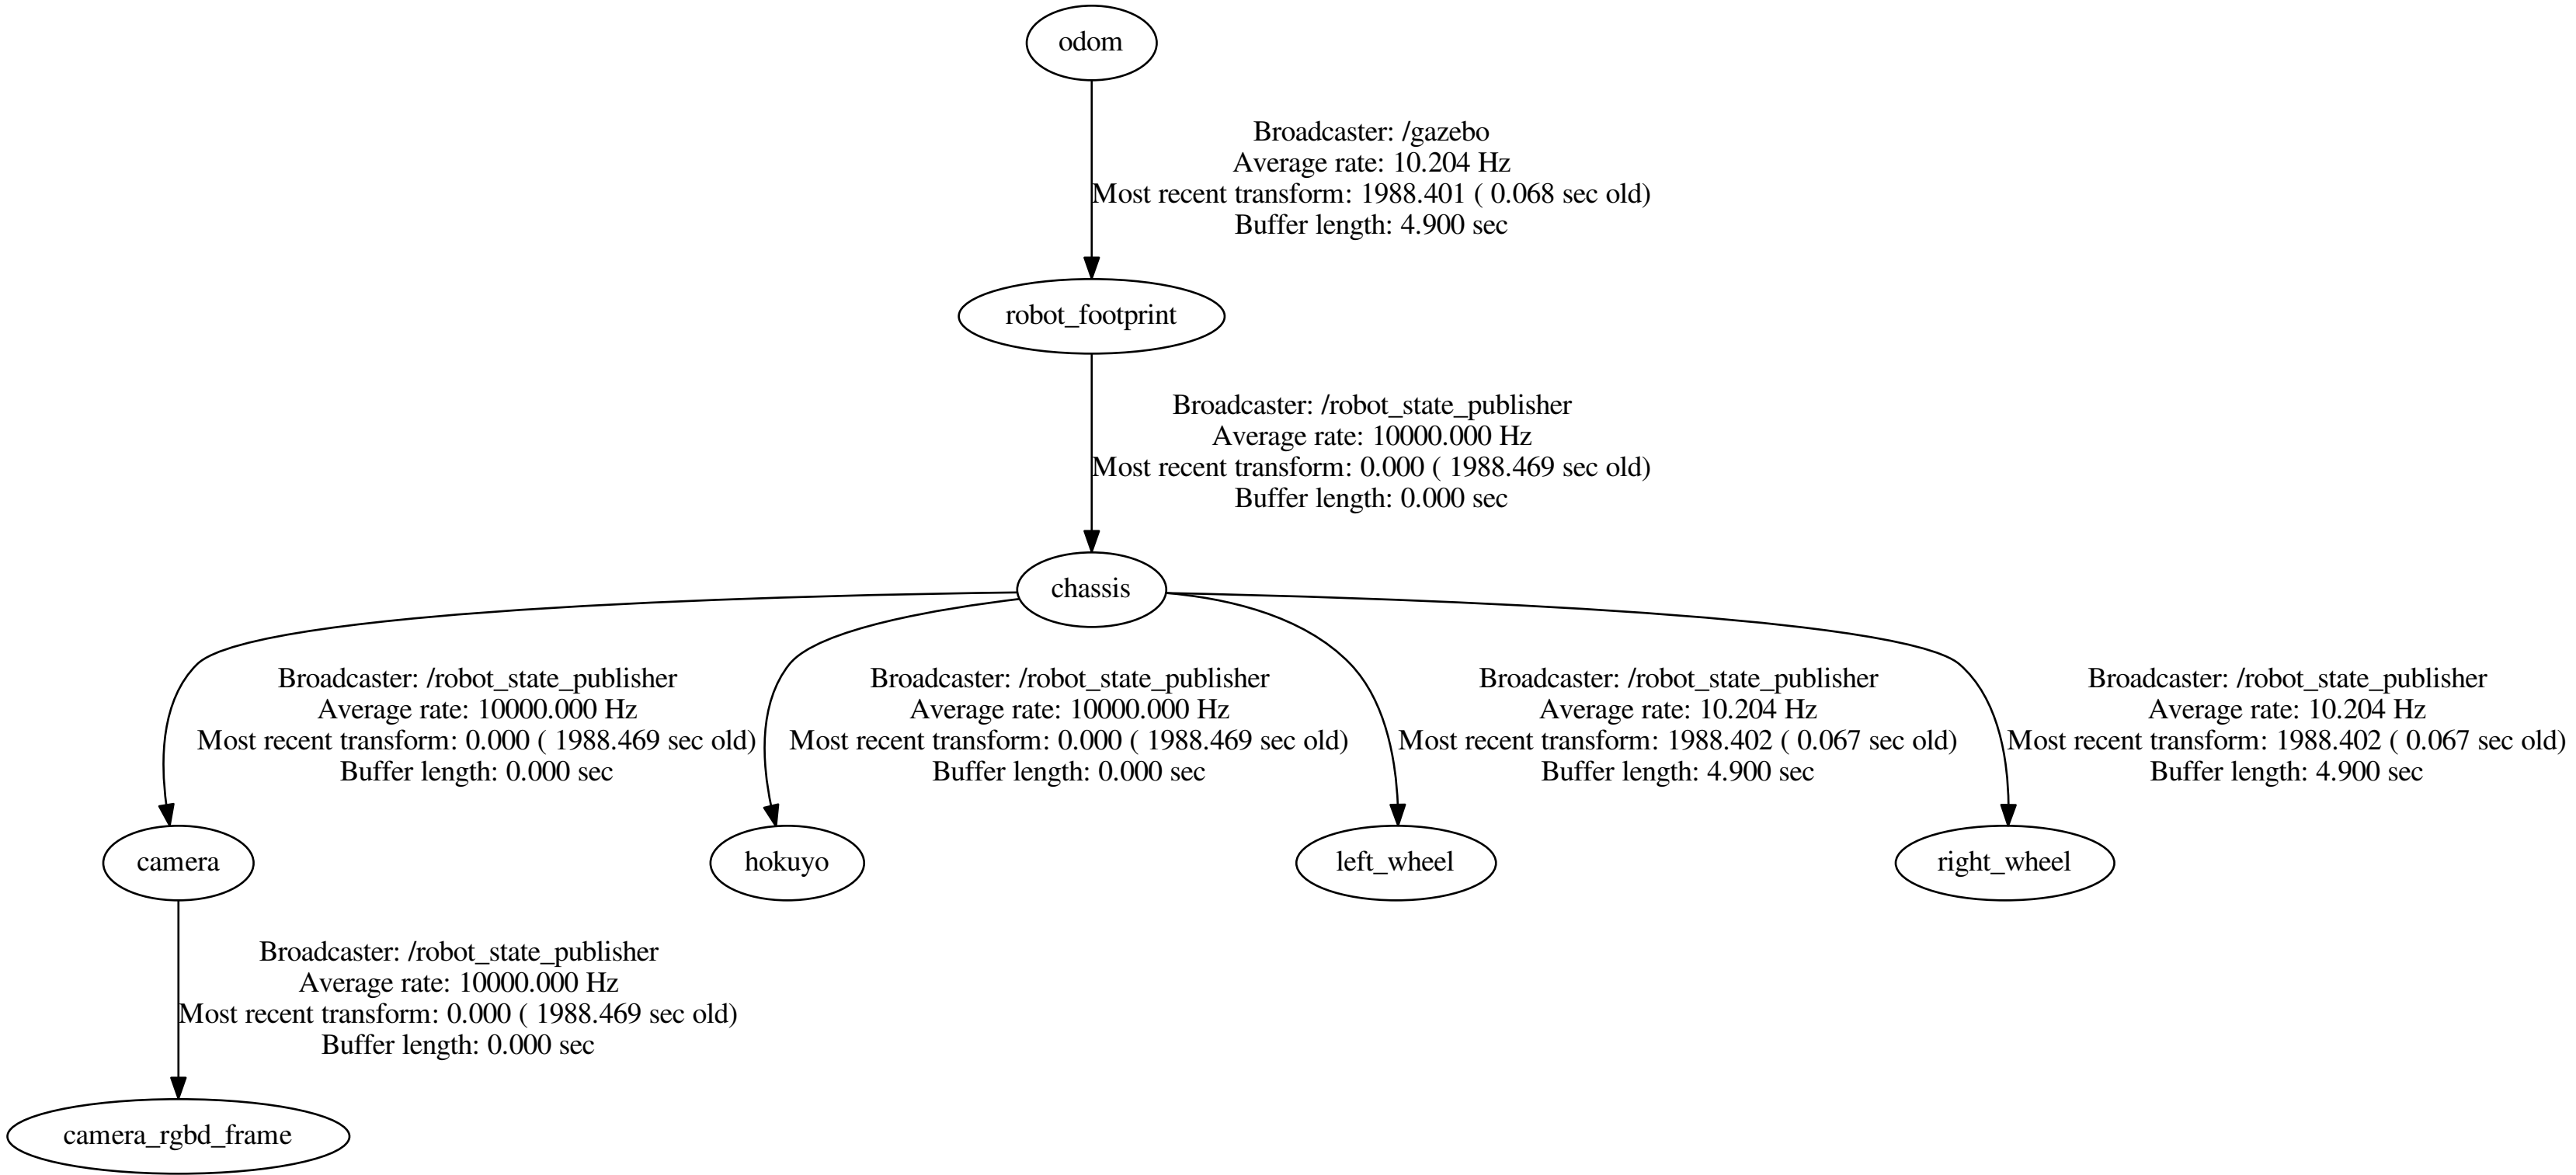 odom
Broadcaster: /gazebo
Average rate: 10.204 Hz
Most recent transform: 1988.401 ( 0.068 sec old)
Buffer length: 4.900 sec
robot_footprint
Broadcaster: /robot_state_publisher
Average rate: 10000.000 Hz
Most recent transform: 0.000 ( 1988.469 sec old)
Buffer length: 0.000 sec
chassis
Broadcaster: /robot_state_publisher
Average rate: 10000.000 Hz
Most recent transform: 0.000 ( 1988.469 sec old)
Buffer length: 0.000 sec
Broadcaster: /robot_state_publisher
Average rate: 10000.000 Hz
Most recent transform: 0.000 ( 1988.469 sec old)
Buffer length: 0.000 sec
Broadcaster: /robot_state_publisher
Average rate: 10.204 Hz
Most recent transform: 1988.402 ( 0.067 sec old)
Buffer length: 4.900 sec
Broadcaster: /robot_state_publisher
Average rate: 10.204 Hz
Most recent transform: 1988.402 ( 0.067 sec old)
Buffer length: 4.900 sec
camera
hokuyo
left_wheel
right_wheel
Broadcaster: /robot_state_publisher
Average rate: 10000.000 Hz
Most recent transform: 0.000 ( 1988.469 sec old)
Buffer length: 0.000 sec
camera_rgbd_frame